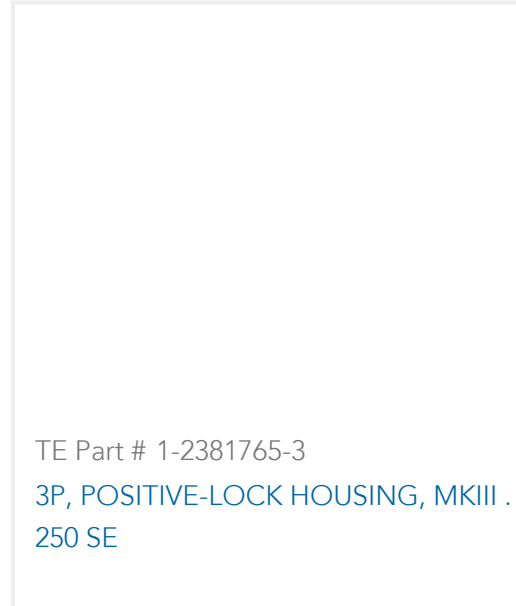 TE Part # 1-2381765-3
3P, POSITIVE-LOCK HOUSING, MKIII .
250 SE